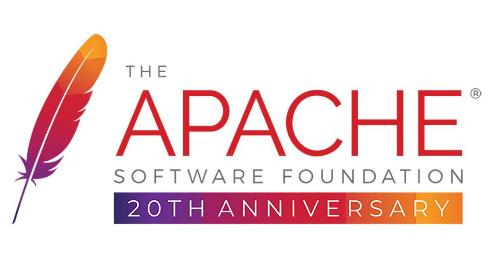 THE
APACHE®
SOFTWARE FOUNDATION
20TH ANNIVERSARY